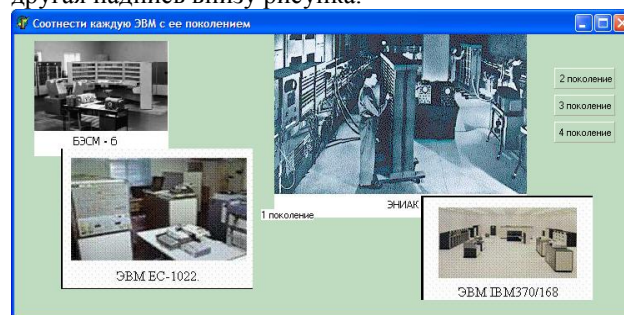 другая надпись внизу рисунка.
Соотнести каждую ЭВМ с ее поколением
2 поколение
3 поколение
4 поколение
БЭСМ - 6
ЭНИАК
1 поколение
ЭВМ ЕС-1022.
ЭВМ IBM370/168